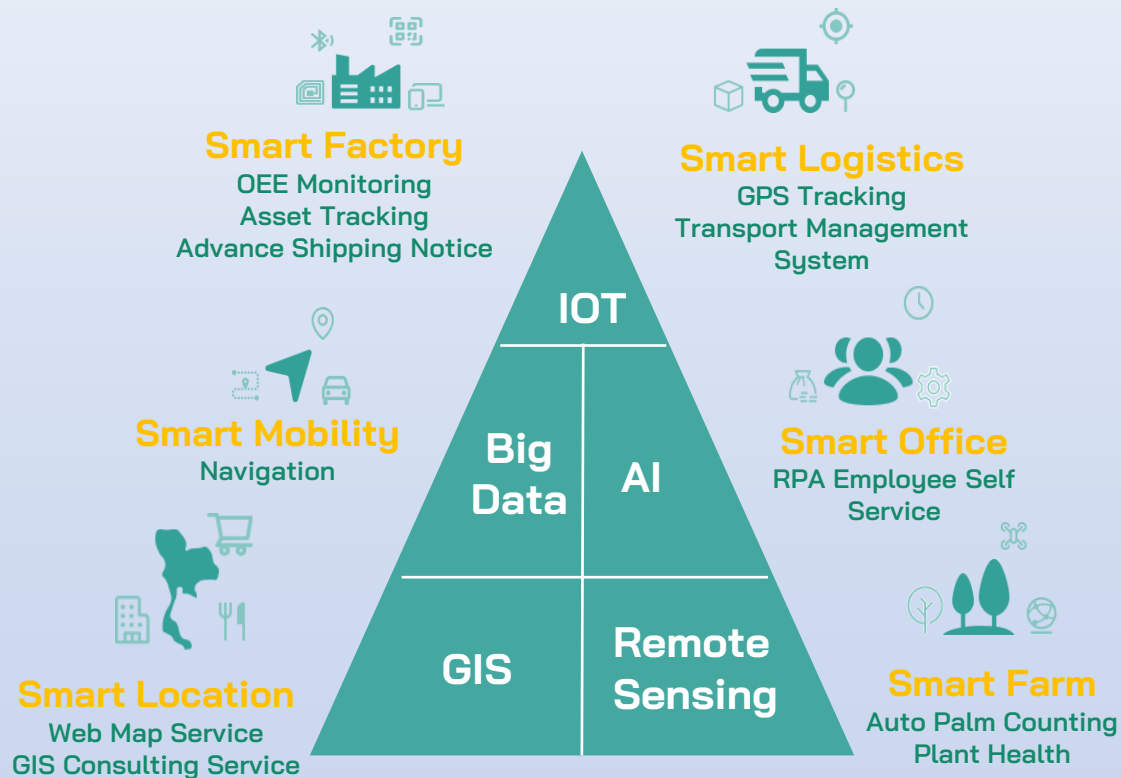 Smart Factory
OEE Monitoring
Asset Tracking
Advance Shipping Notice
Smart Logistics
GPS Tracking
Transport Management
System
IOT
Smart Mobility
Navigation
Big
Data
AI
Smart Office
RPA Employee Self
Service
Smart Location
Web Map Service
GIS Consulting Service
GIS
Remote
Sensing
Smart Farm
Auto Palm Counting
Plant Health